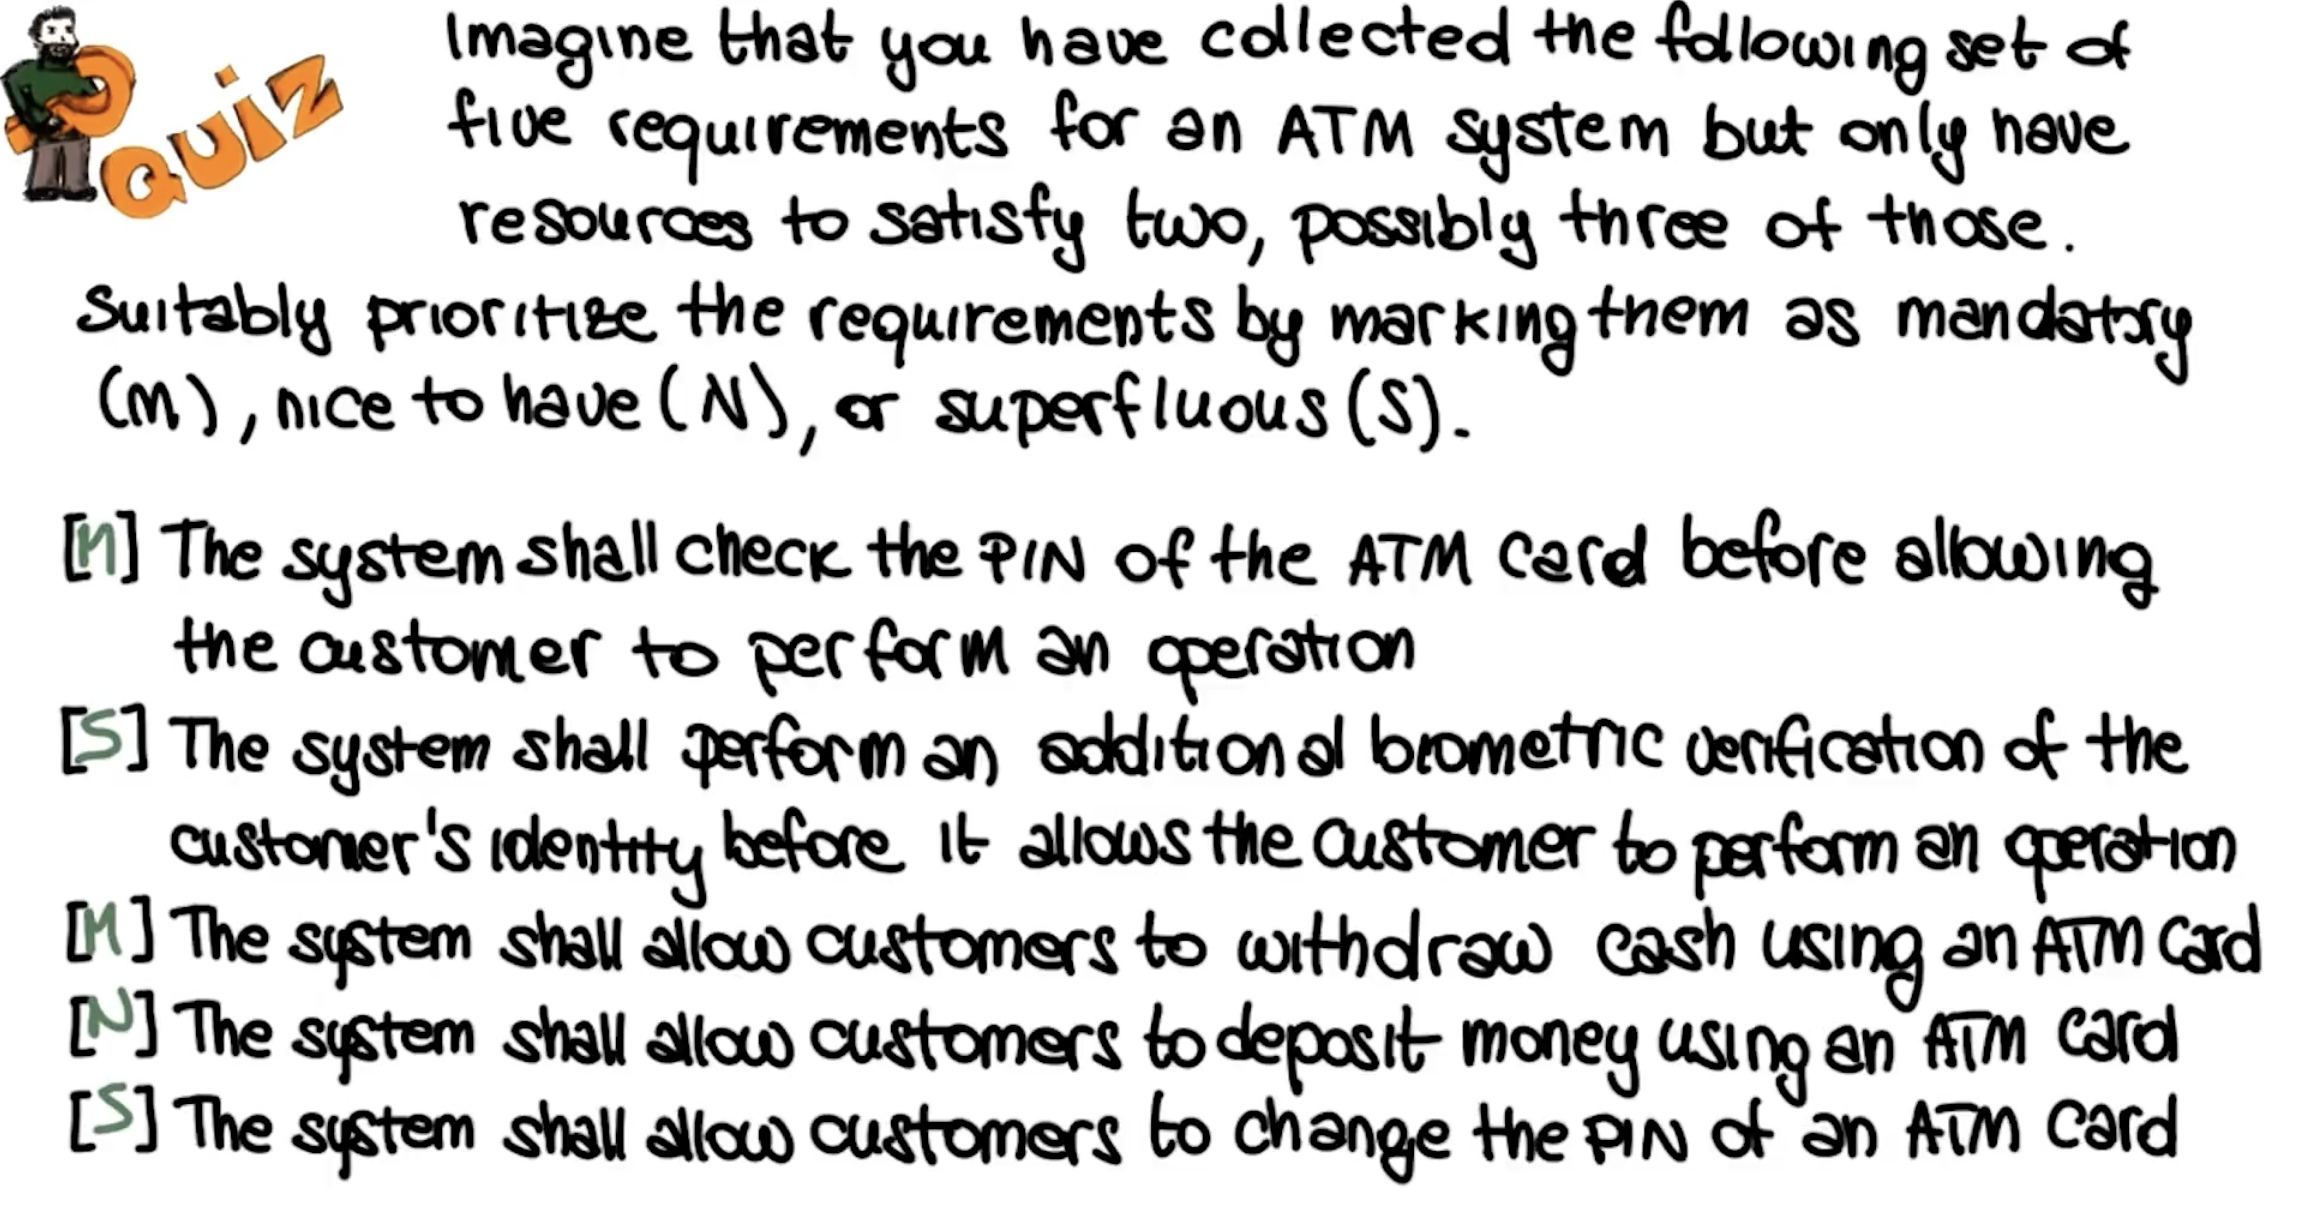 QUIZ
Imagine that you have collected the following set of
five requirements for an ATM system but only have
resources to satisfy two, possibly three of those.
Suitably prioritize the requirements by marking them as mandatory
(M), nice to have (N), or superfluous (S).
[M] The system shall check the PIN of the ATM card before allowing
the customer to perform an operation
[S] The system shall perform an additional biometric verification of the
customer's identity before it allows the customer to perform an operation
[M] The system shall allow customers to withdraw cash using an ATM card
[N] The system shall allow customers to deposit money using an ATM card
[S] The system shall allow customers to change the PIN of an ATM card